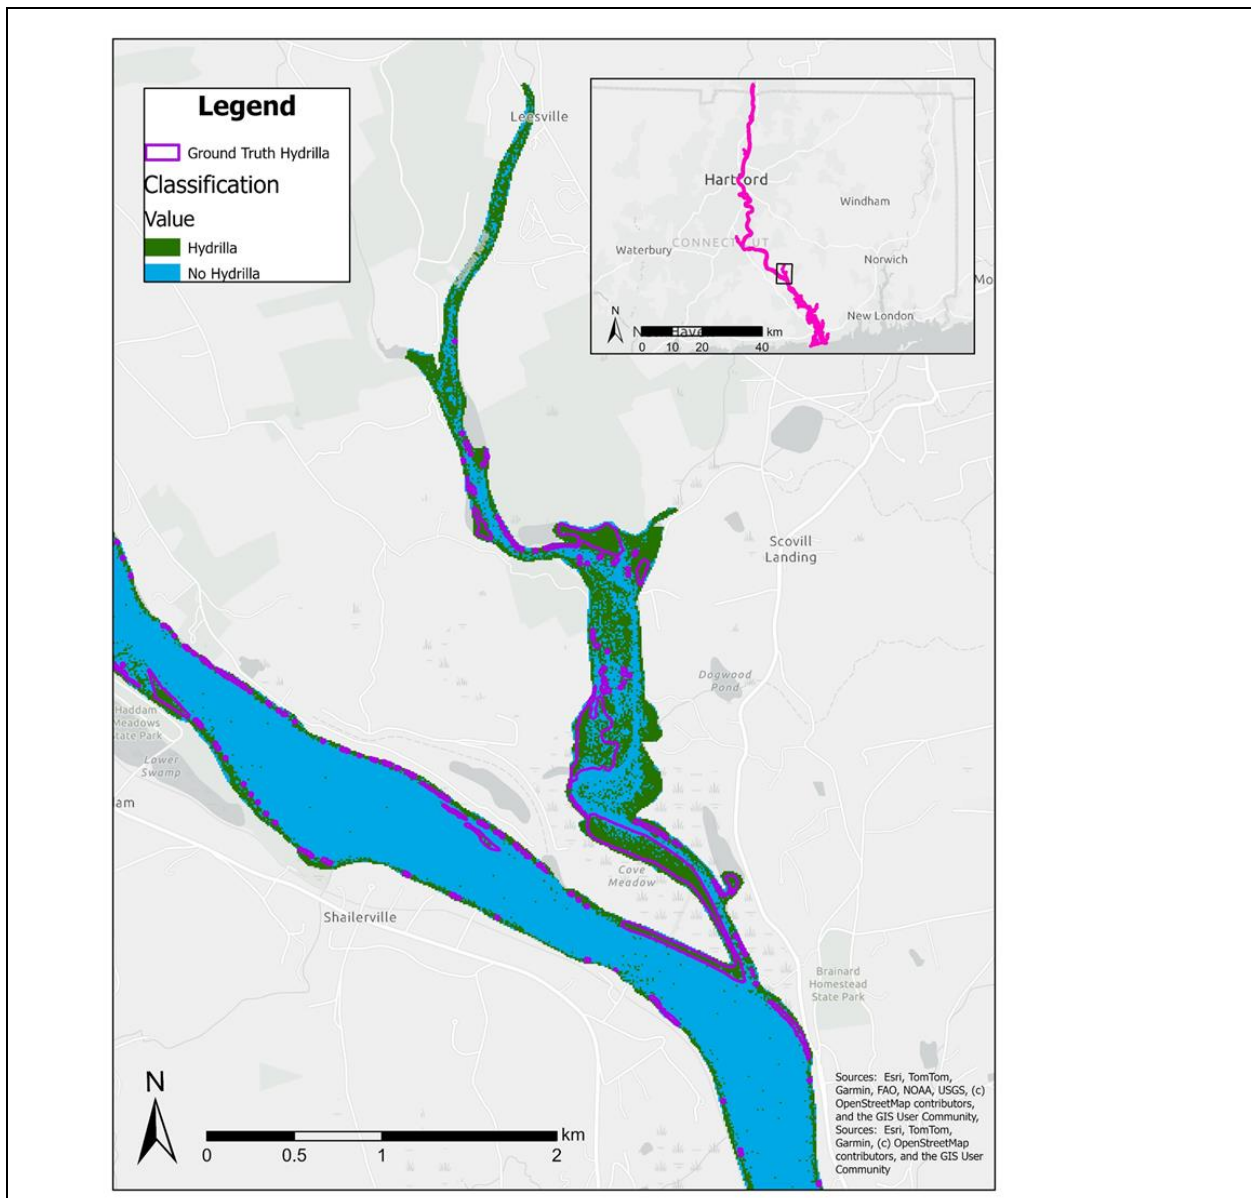 Legend
Ground Truth Hydrilla
Classification
Value
Hydrilla
No Hydrilla
Leesville
Hartford
Windham
Waterbury
CONNECTICUT
Norwich
Mo
New London
N
km
0 10 20 40
Scovill
Landing
Dogwood
Pond
Haddam
Meadows
State Park
Lower
Swamp
am
Cove
Meadow
Shailerville
Brainard
Homestead
State Park
N
km
0 0.5 1 2
Sources: Esri, TomTom,
Garmin, FAO, NOAA, USGS, (c)
OpenStreetMap contributors,
and the GIS User Community,
Sources: Esri, TomTom,
Garmin, (c) OpenStreetMap
contributors, and the GIS User
Community